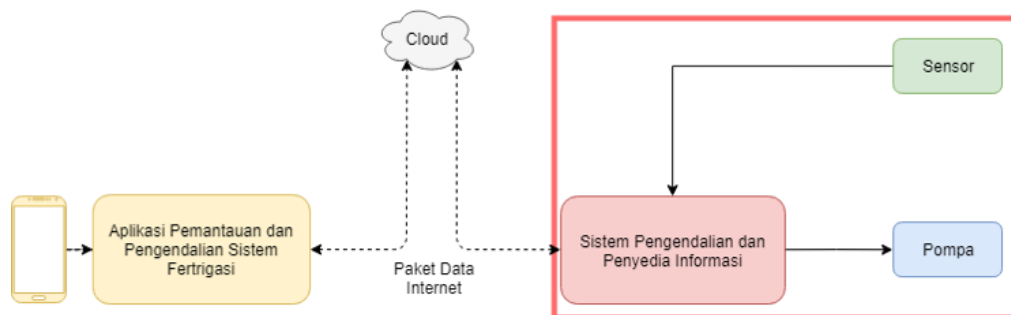 Cloud
Sensor
Aplikasi Pemantauan dan
Pengendalian Sistem
Fertrigasi
Paket Data
Internet
Sistem Pengendalian dan
Penyedia Informasi
Pompa